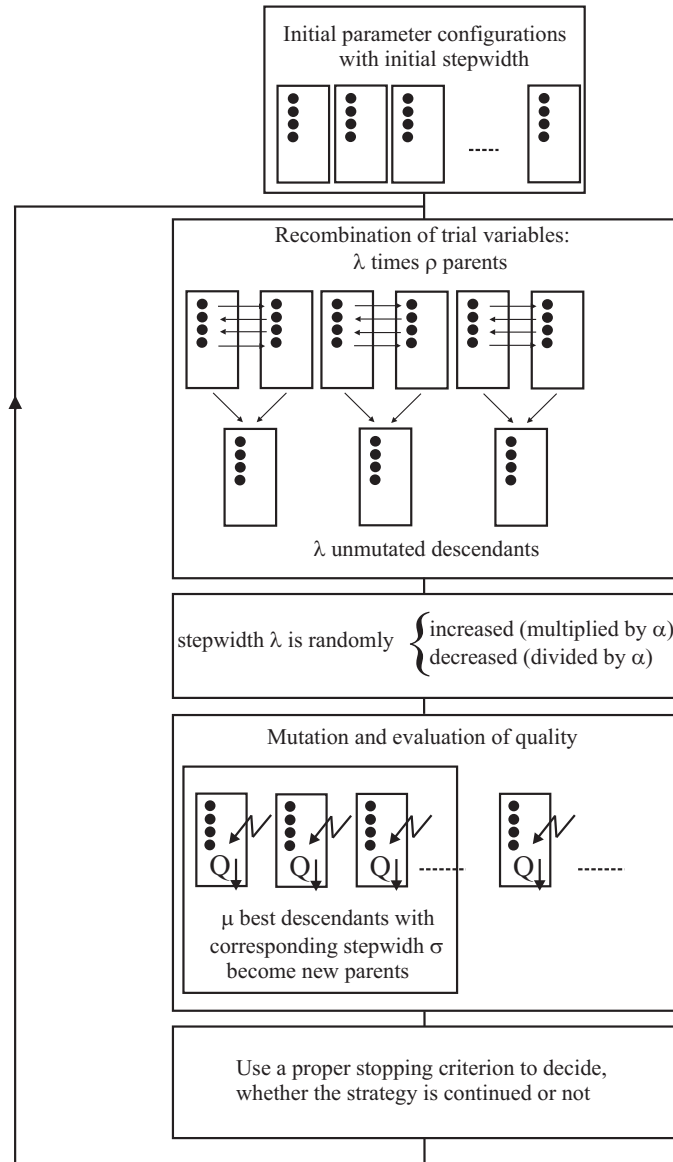 Initial parameter configurations
with initial stepwidth
Recombination of trial variables:
λ times ρ parents
λ unmutated descendants
stepwidth λ is randomly
increased (multiplied by α)
decreased (divided by α)
Mutation and evaluation of quality
Q Q Q Q
μ best descendants with
corresponding stepwidh σ
become new parents
Use a proper stopping criterion to decide,
whether the strategy is continued or not